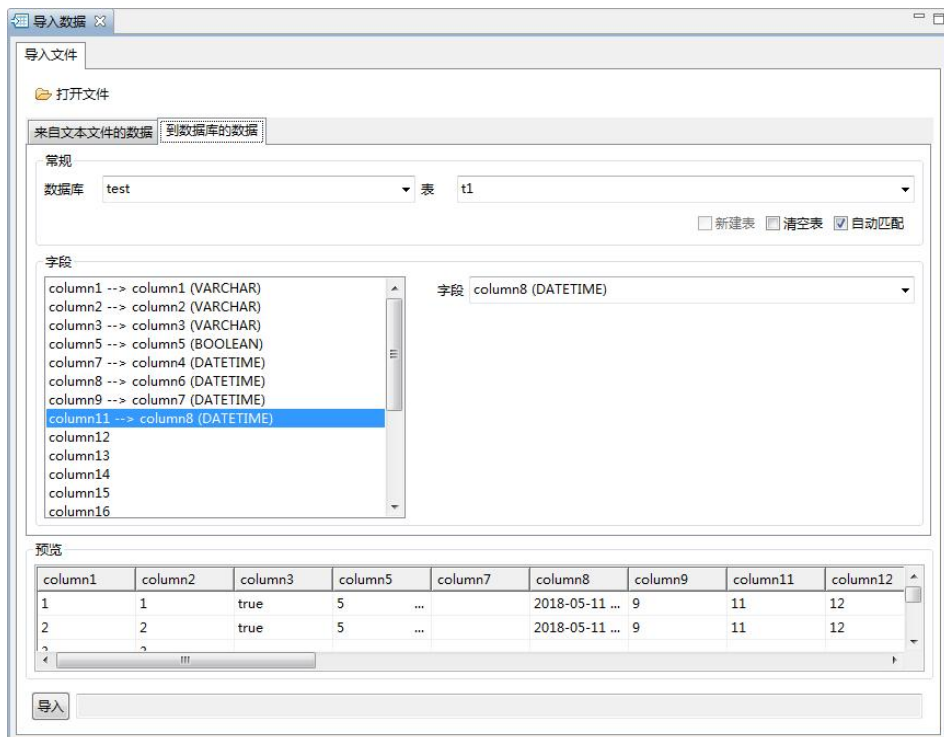 导入数据
导入文件
打开文件
来自文本文件的数据 到数据库的数据
常规
数据库 test 表 t1
新建表 清空表 自动匹配
字段
column1 --> column1 (VARCHAR)
column2 --> column2 (VARCHAR)
column3 --> column3 (VARCHAR)
column5 --> column5 (BOOLEAN)
column7 --> column4 (DATETIME)
column8 --> column6 (DATETIME)
column9 --> column7 (DATETIME)
column11 --> column8 (DATETIME)
column12
column13
column14
column15
column16
字段 column8 (DATETIME)
预览
column1 column2 column3 column5 column7 column8 column9 column11 column12
1 1 true 5 ... 2018-05-11 ... 9 11 12
2 2 true 5 ... 2018-05-11 ... 9 11 12
导入